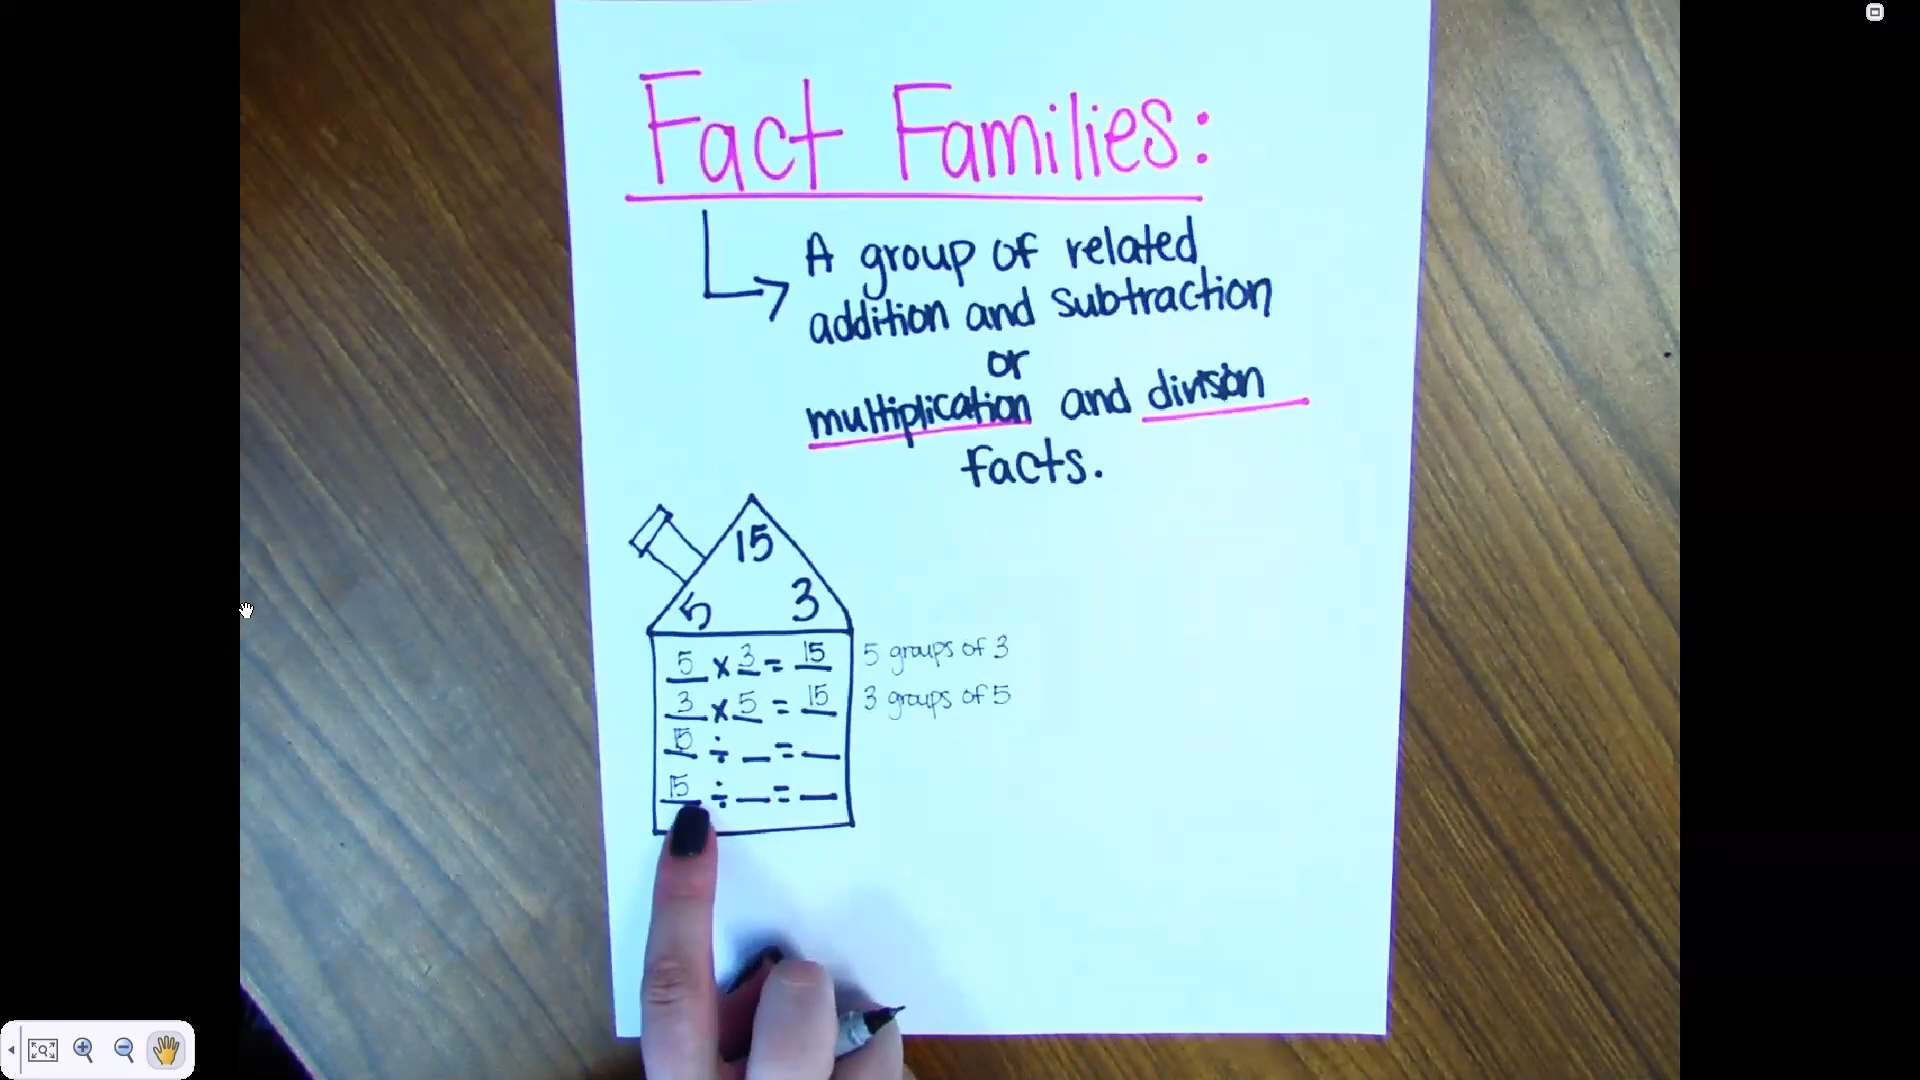 Fact Families:
A group of related
addition and subtraction
or
multiplication and division
facts.
15
5 3
5 x 3 = 15 5 groups of 3
3 x 5 = 15 3 groups of 5
15 ÷ __ = __
15 ÷ __ = __